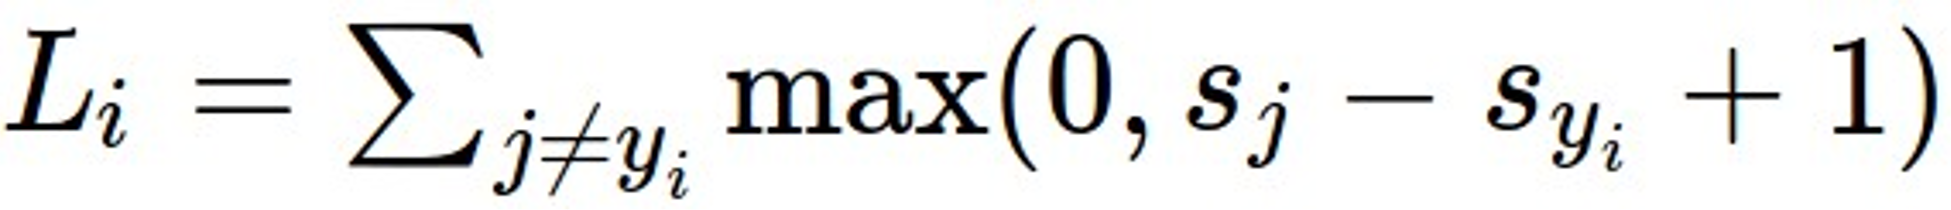 L_i = \sum_{j \neq y_i} \max(0, s_j - s_{y_i} + 1)